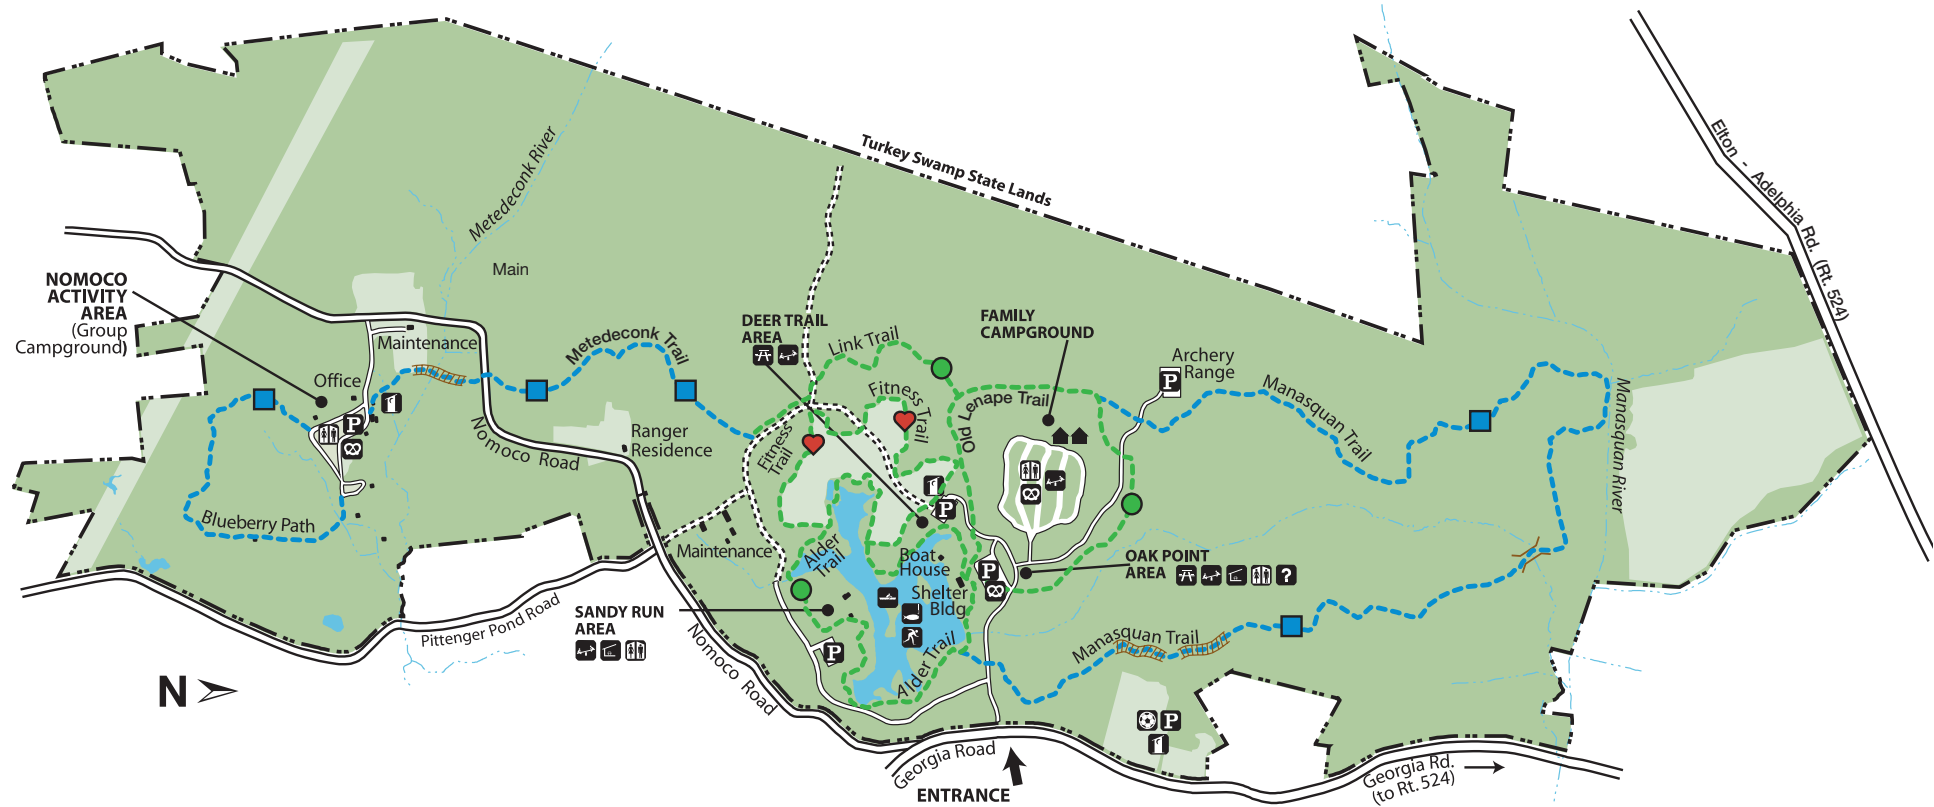 Turkey Swamp State Lands
Elton - Adelphia Rd. (Rt. 524)
Metedeconk River
Main
NOMOCO
ACTIVITY
AREA
(Group
Campground)
Maintenance
Office
P
Metedeconk Trail
Nomoco Road
Ranger
Residence
Blueberry Path
DEER TRAIL
AREA
Link Trail
FAMILY
CAMPGROUND
Fitness
Trail
Fitness Trail
Old Lenape Trail
Archery
Range
P
Manasquan Trail
Manasquan River
P
Maintenance
Alder
Trail
Boat
House
P
Shelter
Bldg
OAK POINT
AREA
?
SANDY RUN
AREA
P
Alder Trail
Manasquan Trail
Pittenger Pond Road
Nomoco Road
N
P
Georgia Road
ENTRANCE
Georgia Rd.
(to Rt. 524)